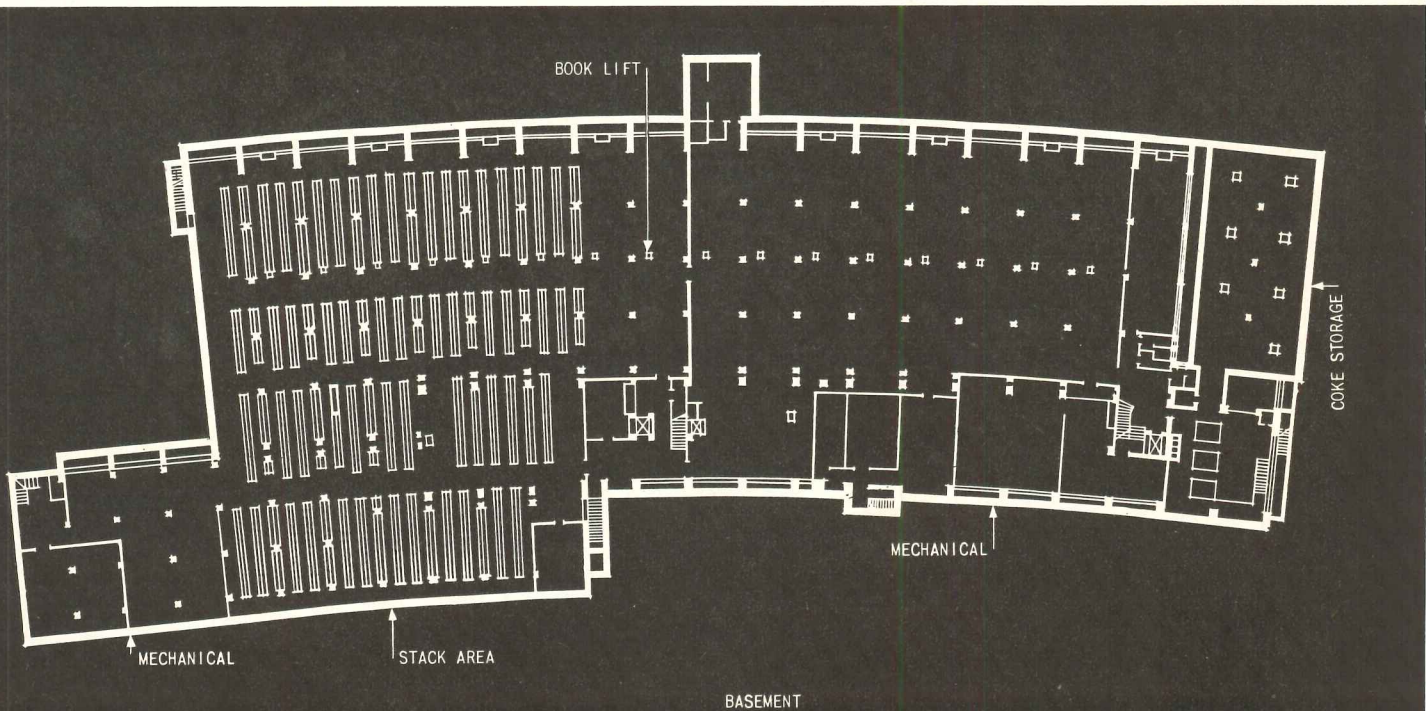 BOOK LIFT
COKE STORAGE
MECHANICAL
MECHANICAL
STACK AREA
BASEMENT